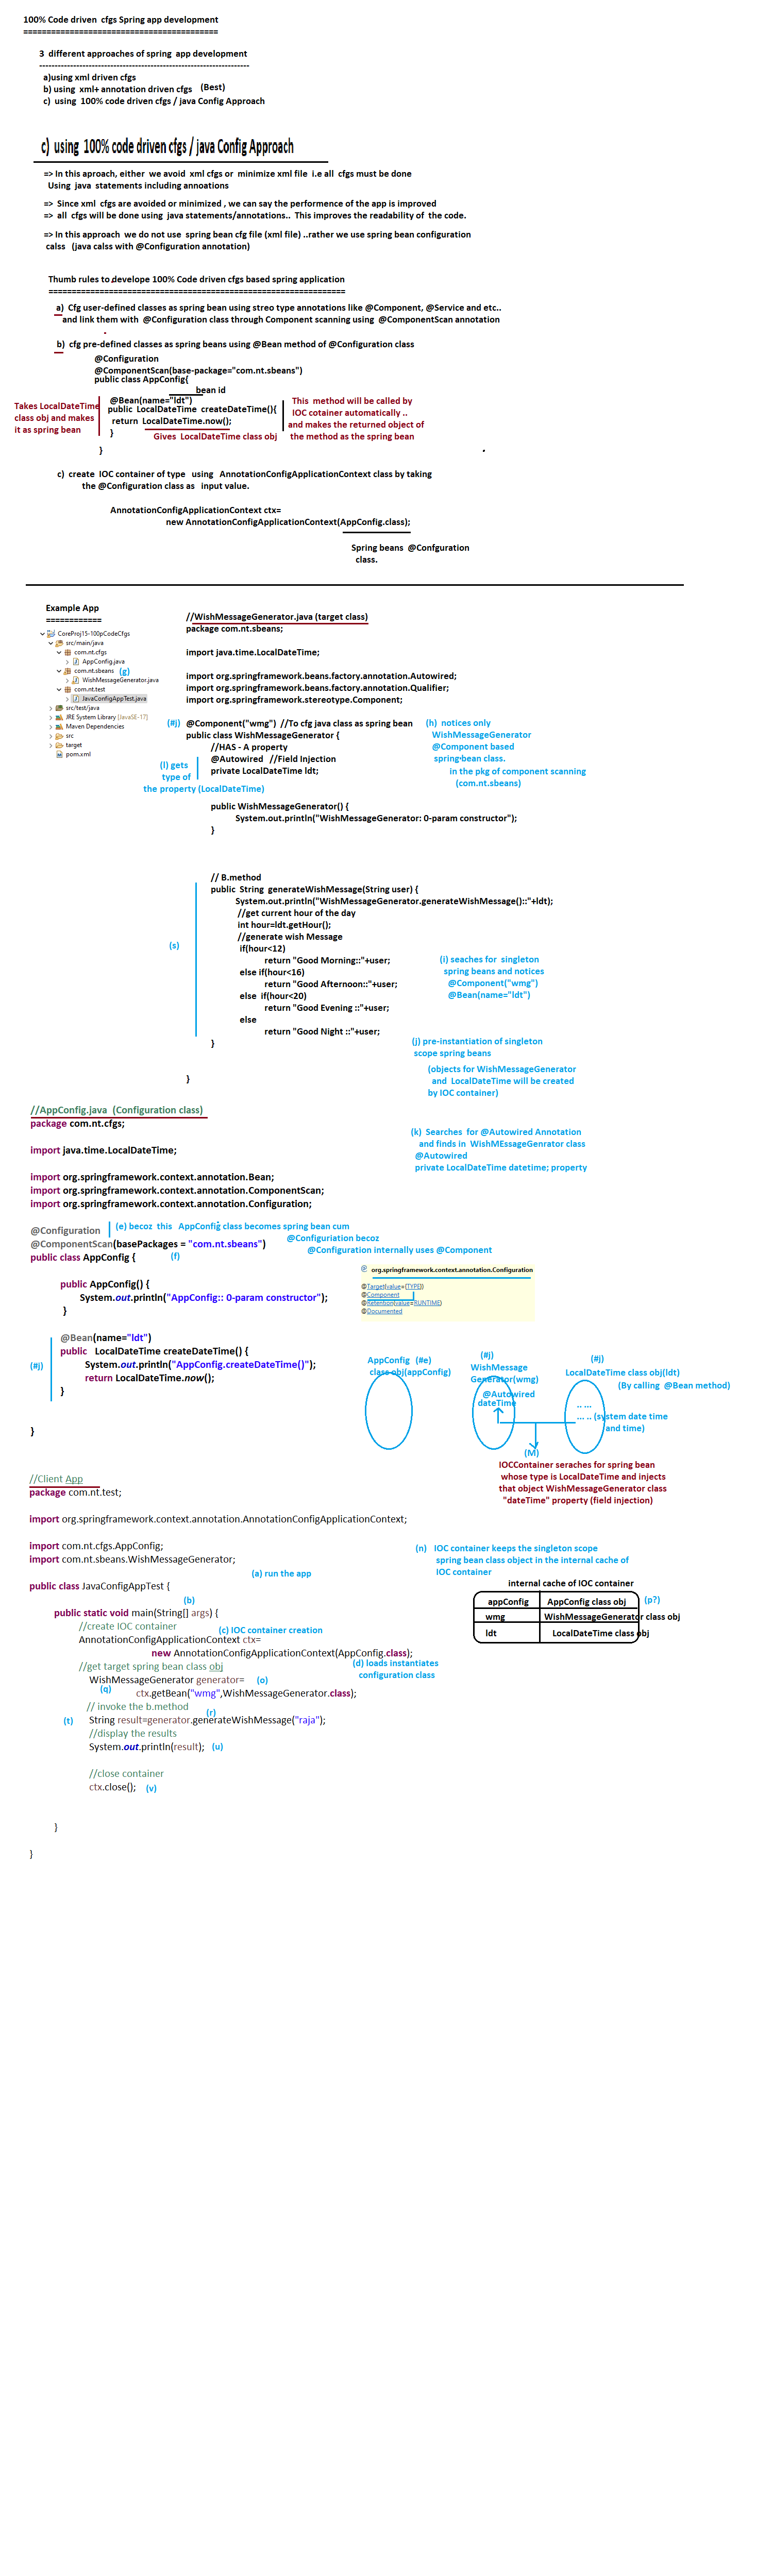 100% Code driven  cfgs Spring app development
==========================================
3  different approaches of spring  app development
-------------------------------------------------------------------
a)using xml driven cfgs
b) using  xml+ annotation driven cfgs    (Best)
c)  using  100% code driven cfgs / java Config Approach
c)  using  100% code driven cfgs / java Config Approach
=> In this aproach, either  we avoid  xml cfgs or  minimize xml file  i.e all  cfgs must be done
Using  java  statements including annoations
=>  Since xml  cfgs are avoided or minimized , we can say the performence of the app is improved
=>  all  cfgs will be done using  java statements/annotations..  This improves the readability of  the code.
=> In this approach  we do not use  spring bean cfg file (xml file) ..rather we use spring bean configuration
calss   (java calss with @Configuration annotation)
Thumb rules to develope 100% Code driven cfgs based spring application
================================================================
a)  Cfg user-defined classes as spring bean using streo type annotations like @Component, @Service and etc..
and link them with  @Configuration class through Component scanning using  @ComponentScan annotation
b)  cfg pre-defined classes as spring beans using @Bean method of @Configuration class
@Configuration
@ComponentScan(base-package="com.nt.sbeans")
public class AppConfig{
bean id
@Bean(name="ldt")
public  LocalDateTime  createDateTime(){
return  LocalDateTime.now();
}
Gives  LocalDateTime class obj
}
Takes LocalDateTime
class obj and makes
it as spring bean
This  method will be called by
IOC cotainer automatically ..
and makes the returned object of
the method as the spring bean
c)  create  IOC container of type   using   AnnotationConfigApplicationContext class by taking
the @Configuration class as   input value.
AnnotationConfigApplicationContext ctx=
new AnnotationConfigApplicationContext(AppConfig.class);
Spring beans  @Confguration
class.
Example App
============
CoreProj15-100pCodeCfgs
src/main/java
com.nt.cfgs
AppConfig.java
com.nt.sbeans   (g)
WishMessageGenerator.java
com.nt.test
JavaConfigAppTest.java
src/test/java
JRE System Library [JavaSE-17]
Maven Dependencies
src
target
pom.xml
//WishMessageGenerator.java (target class)
package com.nt.sbeans;
import java.time.LocalDateTime;
import org.springframework.beans.factory.annotation.Autowired;
import org.springframework.beans.factory.annotation.Qualifier;
import org.springframework.stereotype.Component;
(#j)   @Component("wmg")  //To cfg java class as spring bean
public class WishMessageGenerator {
//HAS - A property
@Autowired   //Field Injection
private LocalDateTime ldt;
(l) gets
type of
the property (LocalDateTime)
(h)  notices only
WishMessageGenerator
@Component based
spring bean class.
in the pkg of component scanning
(com.nt.sbeans)
public WishMessageGenerator() {
System.out.println("WishMessageGenerator: 0-param constructor");
}
// B.method
public  String  generateWishMessage(String user) {
System.out.println("WishMessageGenerator.generateWishMessage()::"+ldt);
//get current hour of the day
int hour=ldt.getHour();
//generate wish Message
if(hour<12)
return "Good Morning::"+user;
else if(hour<16)
return "Good Afternoon::"+user;
else  if(hour<20)
return "Good Evening ::"+user;
else
return "Good Night ::"+user;
}
}
(s)
(i) seaches for  singleton
spring beans and notices
@Component("wmg")
@Bean(name="ldt")
(j) pre-instantiation of singleton
scope spring beans
(objects for WishMessageGenerator
and  LocalDateTime will be created
by IOC container)
(k)  Searches  for @Autowired Annotation
and finds in  WishMEssageGenrator class
@Autowired
private LocalDateTime datetime; property
//AppConfig.java  (Configuration class)
package com.nt.cfgs;
import java.time.LocalDateTime;
import org.springframework.context.annotation.Bean;
import org.springframework.context.annotation.ComponentScan;
import org.springframework.context.annotation.Configuration;
@Configuration   (e) becoz  this   AppConfig class becomes spring bean cum
@Configuriation becoz
@Configuration internally uses @Component
@ComponentScan(basePackages = "com.nt.sbeans")
public class AppConfig {   (f)
public AppConfig() {
System.out.println("AppConfig:: 0-param constructor");
}
@Bean(name="ldt")
(#j)   public   LocalDateTime createDateTime() {
System.out.println("AppConfig.createDateTime()");
return LocalDateTime.now();
}
}
@ org.springframework.context.annotation.Configuration
@Target(value={TYPE})
@Component
@Retention(value=RUNTIME)
@Documented
AppConfig   (#e)
class obj(appConfig)
(#j)
WishMessage
Generator(wmg)
@Autowired
dateTime
(#j)
LocalDateTime class obj(ldt)
(By calling  @Bean method)
.. ...
... .. (system date time
and time)
(M)
IOCContainer seraches for spring bean
whose type is LocalDateTime and injects
that object WishMessageGenerator class
"dateTime" property (field injection)
//Client App
package com.nt.test;
import org.springframework.context.annotation.AnnotationConfigApplicationContext;
import com.nt.cfgs.AppConfig;
import com.nt.sbeans.WishMessageGenerator;
(a) run the app
public class JavaConfigAppTest {
(b)
public static void main(String[] args) {
//create IOC container   (c) IOC container creation
AnnotationConfigApplicationContext ctx=
new AnnotationConfigApplicationContext(AppConfig.class);
(d) loads instantiates
configuration class
//get target spring bean class obj
WishMessageGenerator generator=   (o)
(q)   ctx.getBean("wmg",WishMessageGenerator.class);
// invoke the b.method   (r)
(t)   String result=generator.generateWishMessage("raja");
//display the results
System.out.println(result);   (u)
//close container
ctx.close();   (v)
}
}
(n)   IOC container keeps the singleton scope
spring bean class object in the internal cache of
IOC container
internal cache of IOC container
appConfig   AppConfig class obj   (p?)
wmg   WishMessageGenerator class obj
ldt   LocalDateTime class obj